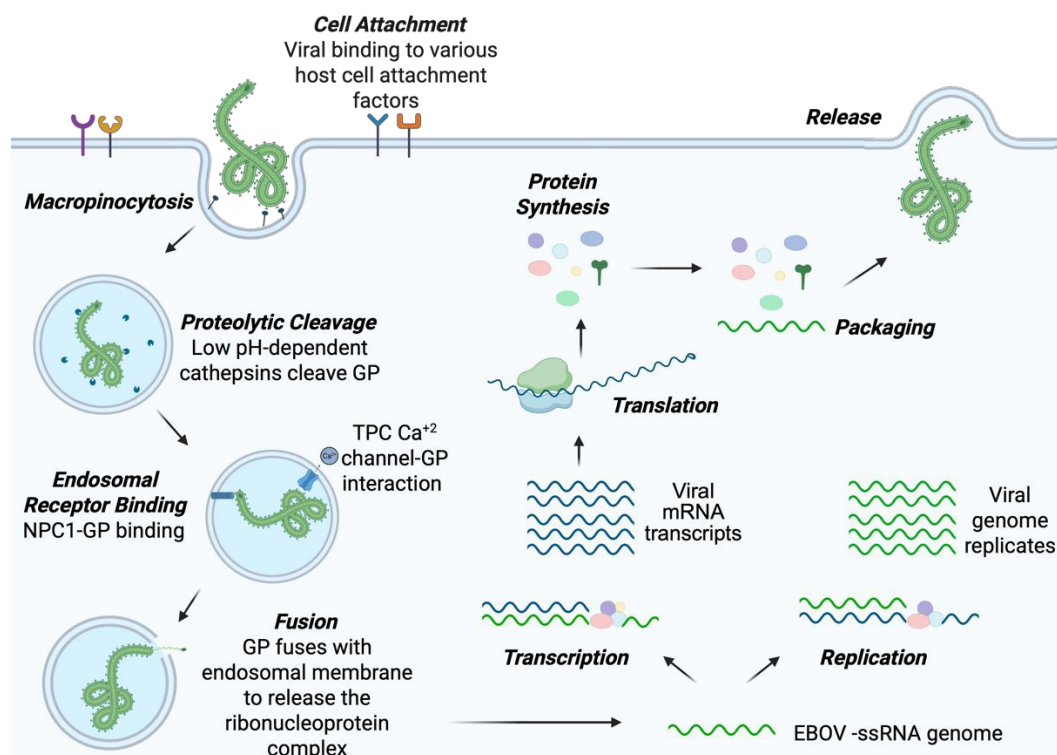 Cell Attachment
Viral binding to various
host cell attachment
factors
Release
Macropinocytosis
Protein
Synthesis
Proteolytic Cleavage
Low pH-dependent
cathepsins cleave GP
Packaging
Translation
TPC Ca+2
channel-GP
interaction
Ca2+
Endosomal
Receptor Binding
NPC1-GP binding
Viral
mRNA
transcripts
Viral
genome
replicates
Fusion
GP fuses with
endosomal membrane
to release the
ribonucleoprotein
complex
Transcription
Replication
EBOV -ssRNA genome